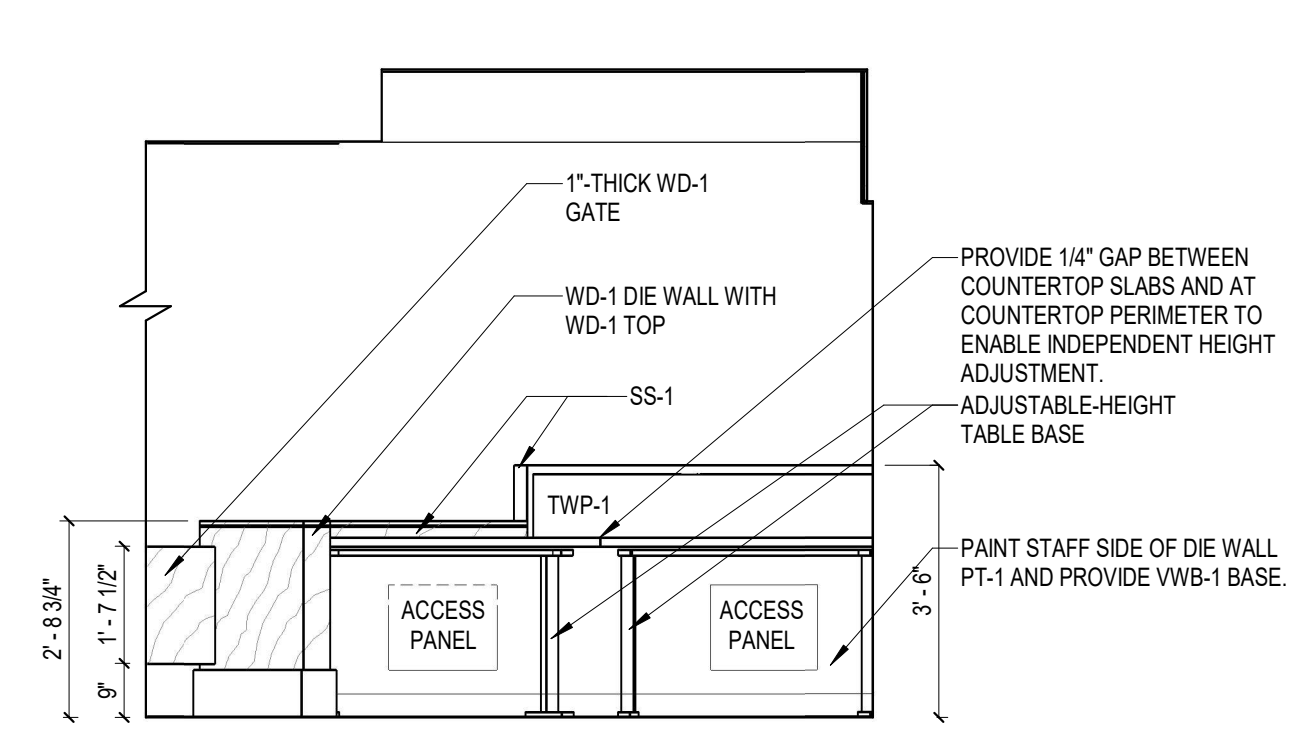 1"-THICK WD-1
GATE
WD-1 DIE WALL WITH
WD-1 TOP
SS-1
PROVIDE 1/4" GAP BETWEEN
COUNTERTOP SLABS AND AT
COUNTERTOP PERIMETER TO
ENABLE INDEPENDENT HEIGHT
ADJUSTMENT.
ADJUSTABLE-HEIGHT
TABLE BASE
TWP-1
PAINT STAFF SIDE OF DIE WALL
PT-1 AND PROVIDE VWB-1 BASE.
ACCESS
PANEL
ACCESS
PANEL
2' - 8 3/4"
1' - 7 1/2"
9"
3' - 6"